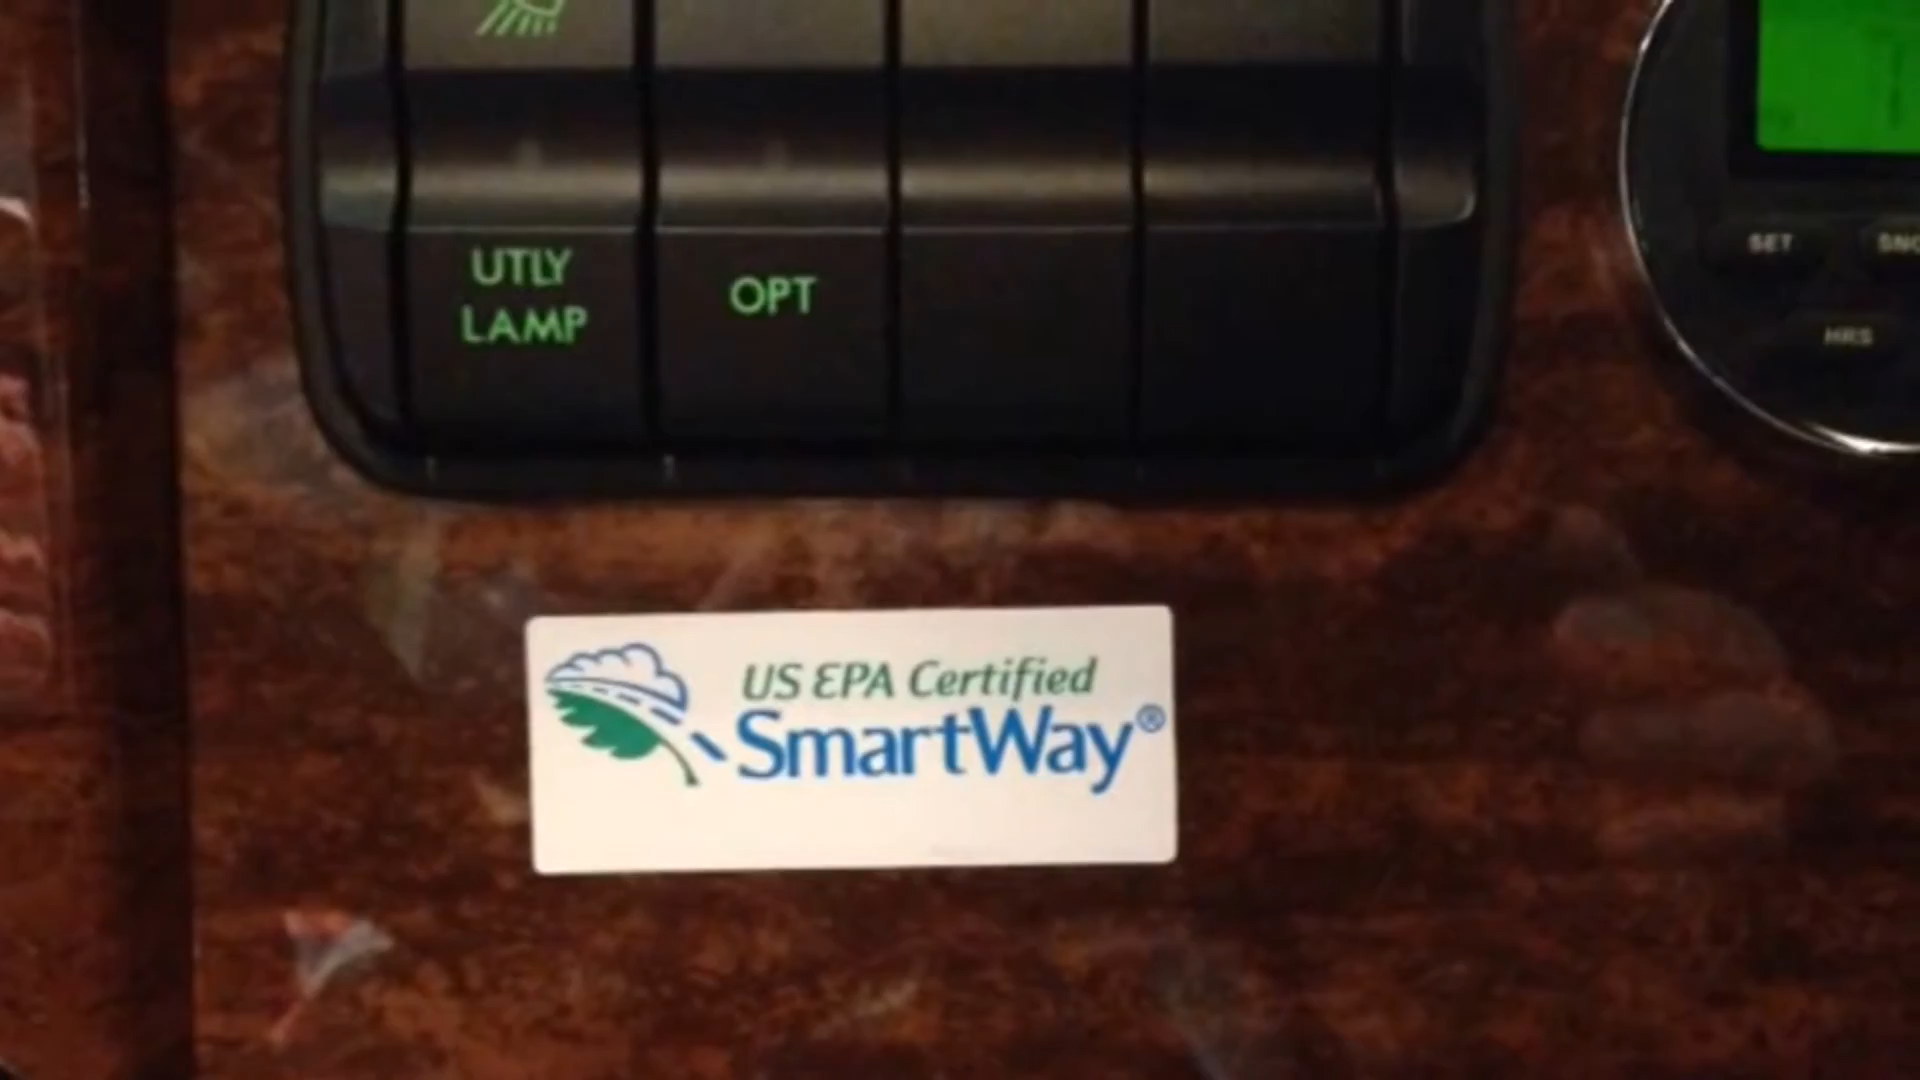 UTLY
LAMP
OPT
SET
HRS
US EPA Certified
SmartWay®